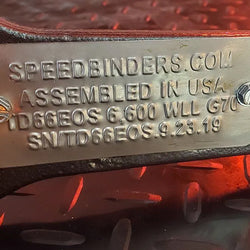 SPEEDBINDERS.COM
ASSEMBLED IN USA
TD66EOS 6,600 WLL G70
SN/TD66EOS.9.23.19